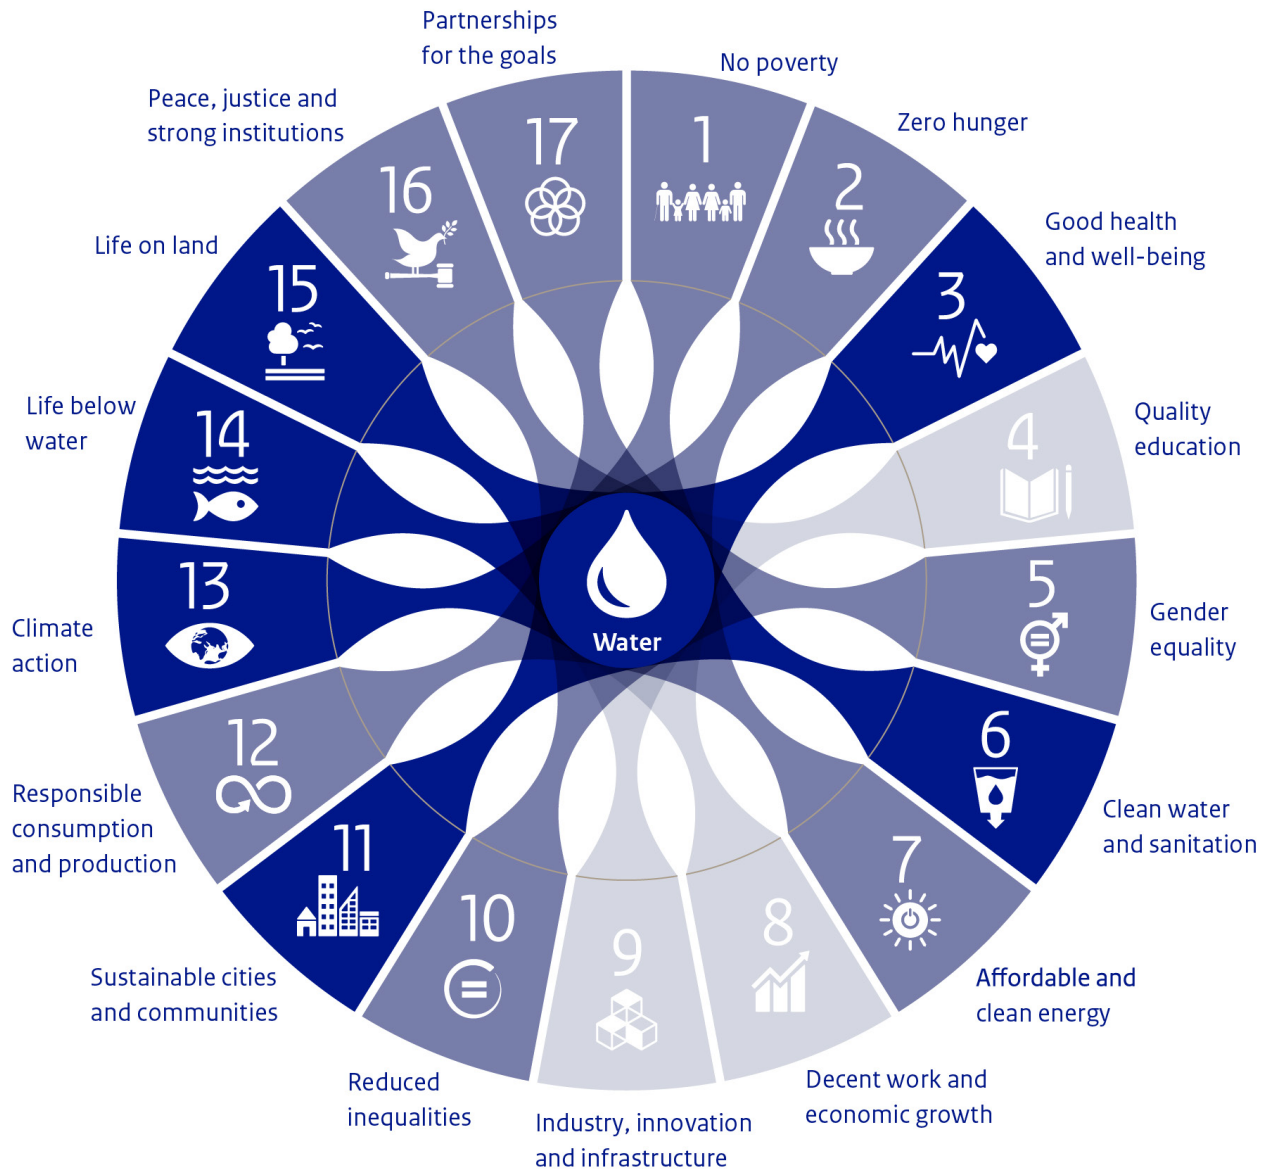 Partnerships
for the goals
No poverty
Peace, justice and
strong institutions
Zero hunger
17
1
16
2
Life on land
Good health
and well-being
15
3
Life below
water
14
Quality
education
4
13
5
Climate
action
Gender
equality
Water
12
6
Responsible
consumption
and production
Clean water
and sanitation
11
7
10
8
9
Sustainable cities
and communities
Affordable and
clean energy
Reduced
inequalities
Decent work and
economic growth
Industry, innovation
and infrastructure